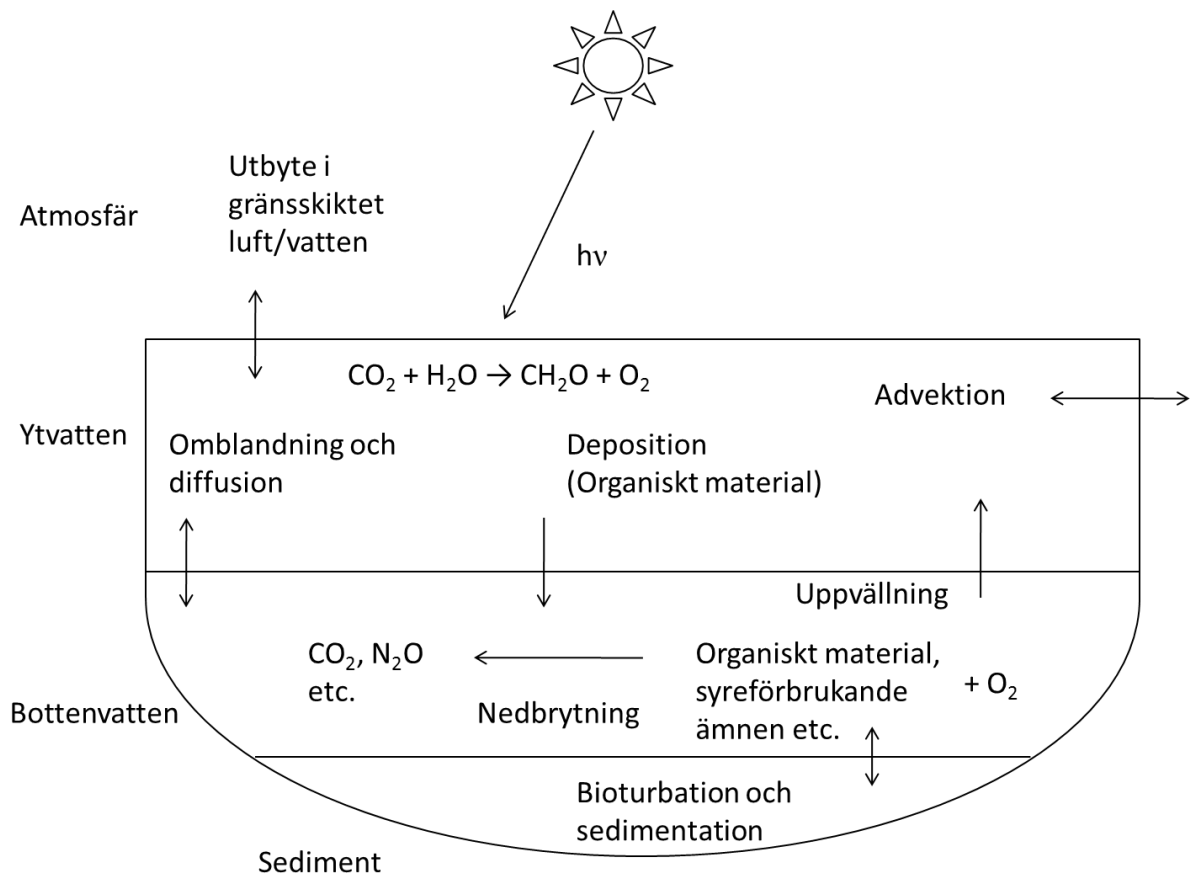 Utbyte i
gränsskiktet
luft/vatten
Atmosfär
hν
CO₂ + H₂O → CH₂O + O₂
Advektion
Ytvatten
Omblandning och
diffusion
Deposition
(Organiskt material)
Uppvällning
CO₂, N₂O
etc.
Organiskt material,
syreförbrukande
ämnen etc.
+ O₂
Nedbrytning
Bottenvatten
Bioturbation och
sedimentation
Sediment